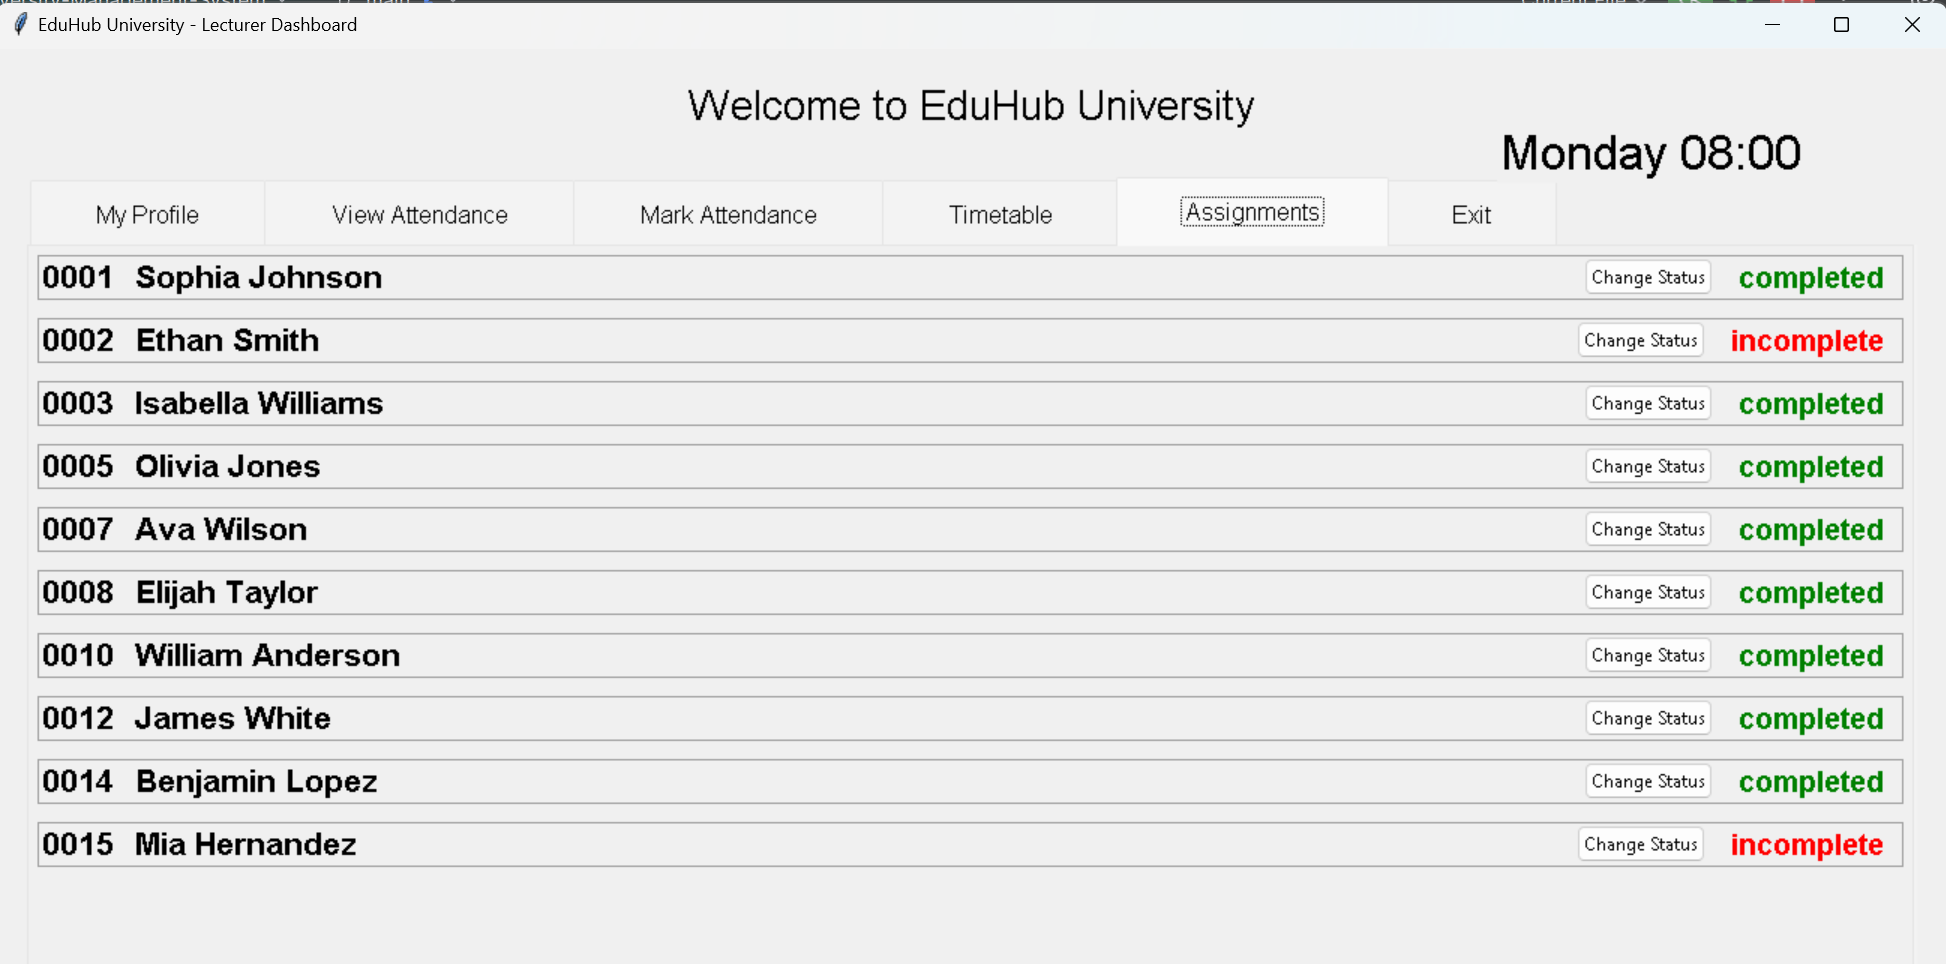 EduHub University - Lecturer Dashboard
Welcome to EduHub University
Monday 08:00
My Profile View Attendance Mark Attendance Timetable Assignments Exit
0001 Sophia Johnson Change Status completed
0002 Ethan Smith Change Status incomplete
0003 Isabella Williams Change Status completed
0005 Olivia Jones Change Status completed
0007 Ava Wilson Change Status completed
0008 Elijah Taylor Change Status completed
0010 William Anderson Change Status completed
0012 James White Change Status completed
0014 Benjamin Lopez Change Status completed
0015 Mia Hernandez Change Status incomplete